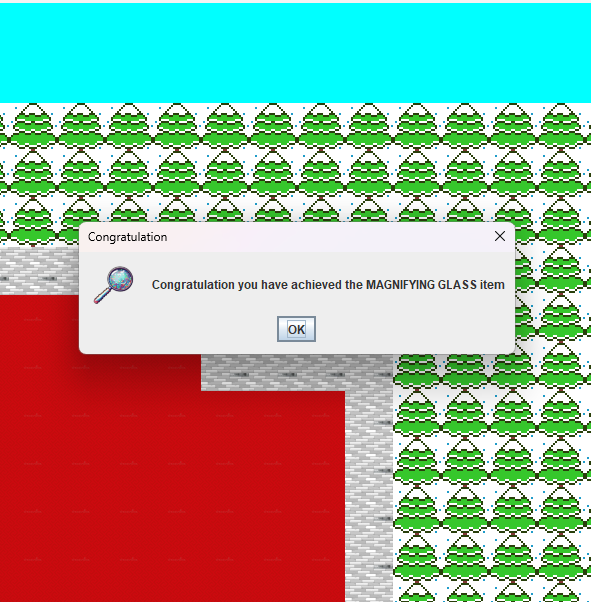 Congratulation
Congratulation you have achieved the MAGNIFYING GLASS item
OK